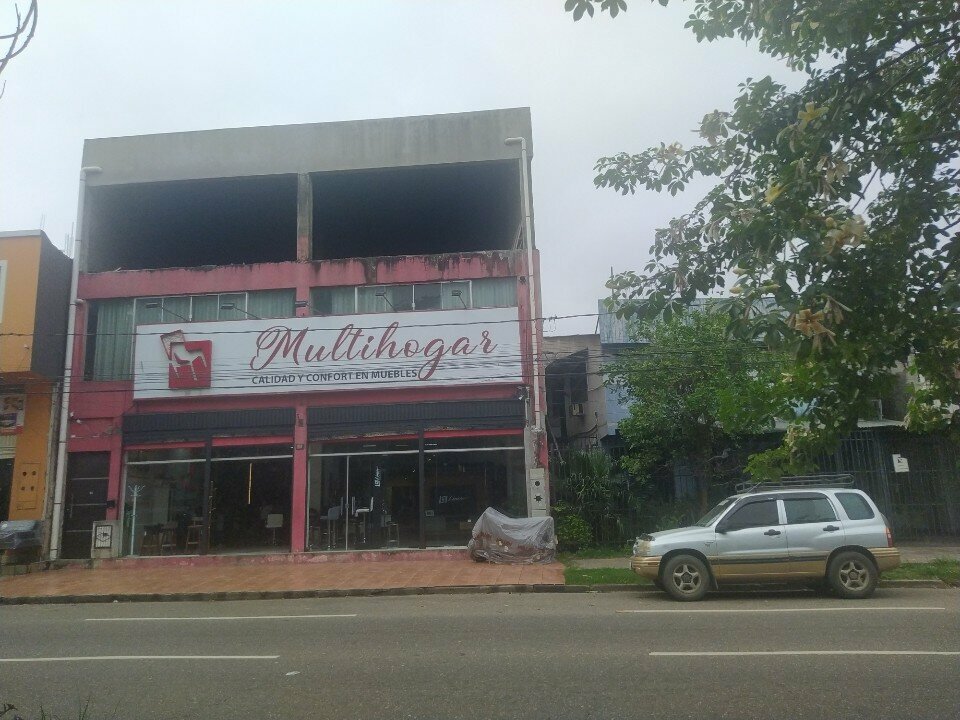 Multihogar
CALIDAD Y CONFORT EN MUEBLES